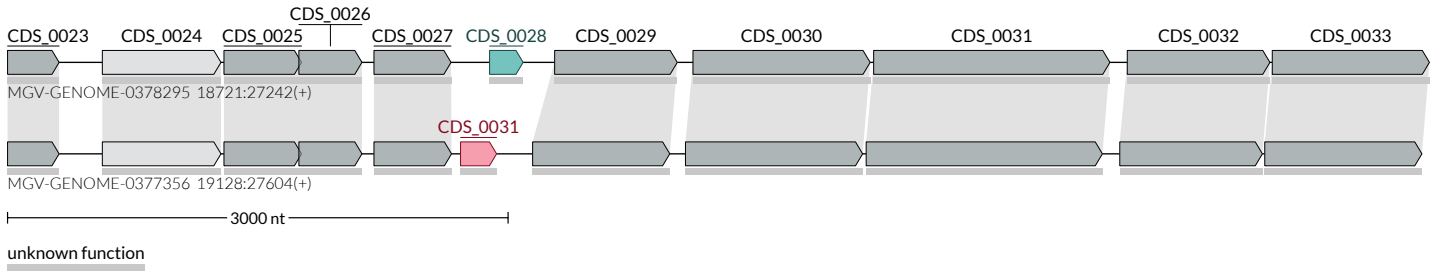 CDS_0026
CDS_0023 CDS_0024 CDS_0025 CDS_0027 CDS_0028 CDS_0029 CDS_0030 CDS_0031 CDS_0032 CDS_0033
MGV-GENOME-0378295 18721:27242(+)
CDS_0031
MGV-GENOME-0377356 19128:27604(+)
3000 nt
unknown function